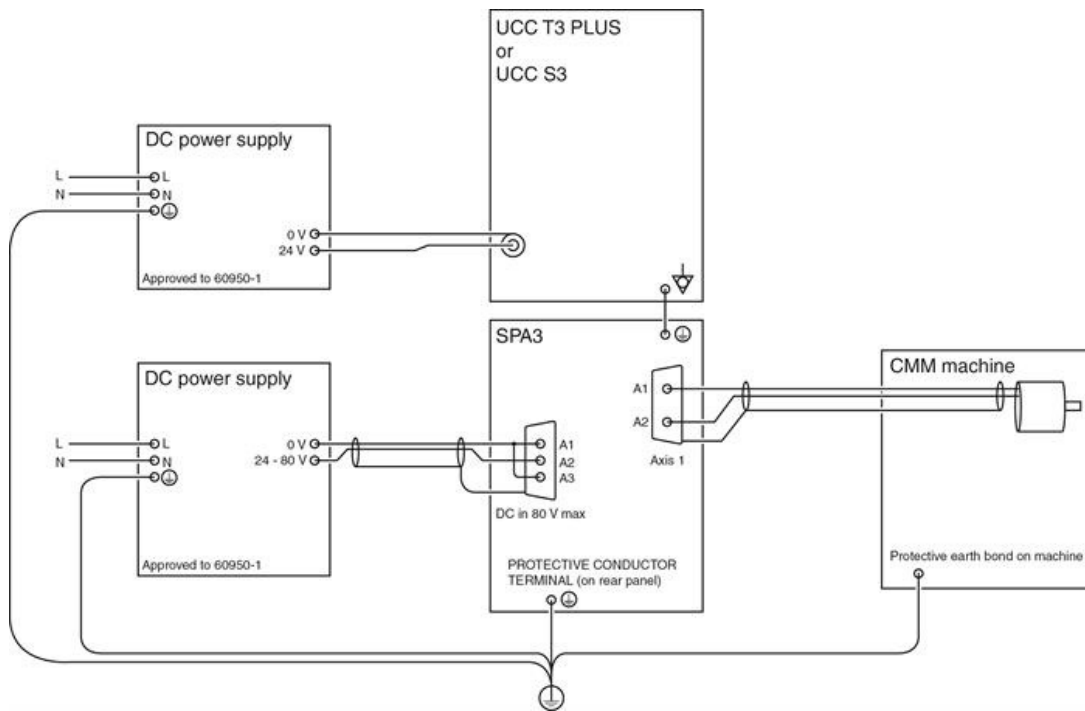 UCC T3 PLUS
or
UCC S3
DC power supply
L
L
N
N
0 V
24 V
Approved to 60950-1
SPA3
DC power supply
CMM machine
A1
A2
Axis 1
L
L
N
N
0 V
24 - 80 V
A1
A2
A3
DC in 80 V max
Approved to 60950-1
PROTECTIVE CONDUCTOR
TERMINAL (on rear panel)
Protective earth bond on machine